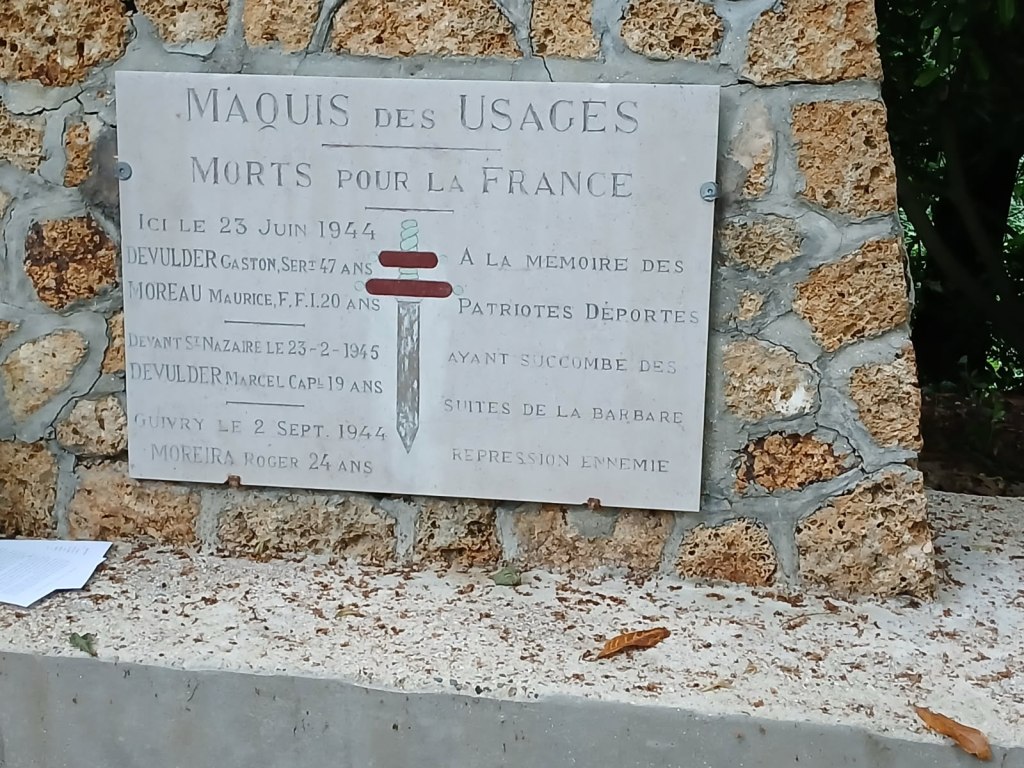 MAQUIS DES USAGES
MORTS POUR LA FRANCE
ICI LE 23 JUIN 1944
DEVULDER GASTON, SERT 47 ANS
MOREAU MAURICE, F.F.I. 20 ANS
DEVANT ST NAZAIRE LE 23-2-1945
DEVULDER MARCEL CAPL 19 ANS
GUIVRY LE 2 SEPT. 1944
MOREIRA ROGER 24 ANS
A LA MEMOIRE DES
PATRIOTES DÉPORTES
AYANT SUCCOMBE DES
SUITES DE LA BARBARE
REPRESSION ENNEMIE